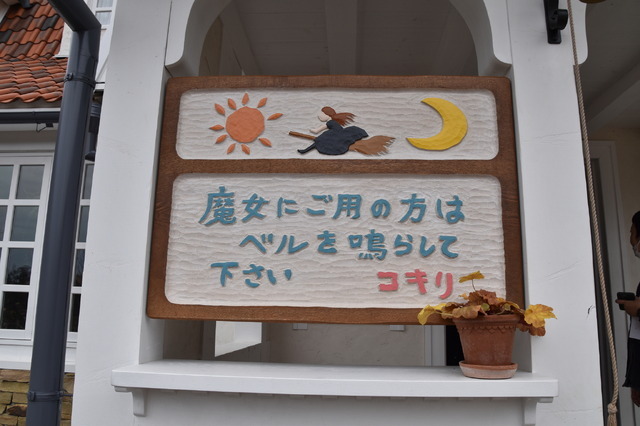 魔女にご用の方は
ベルを鳴らして
下さい コキリ